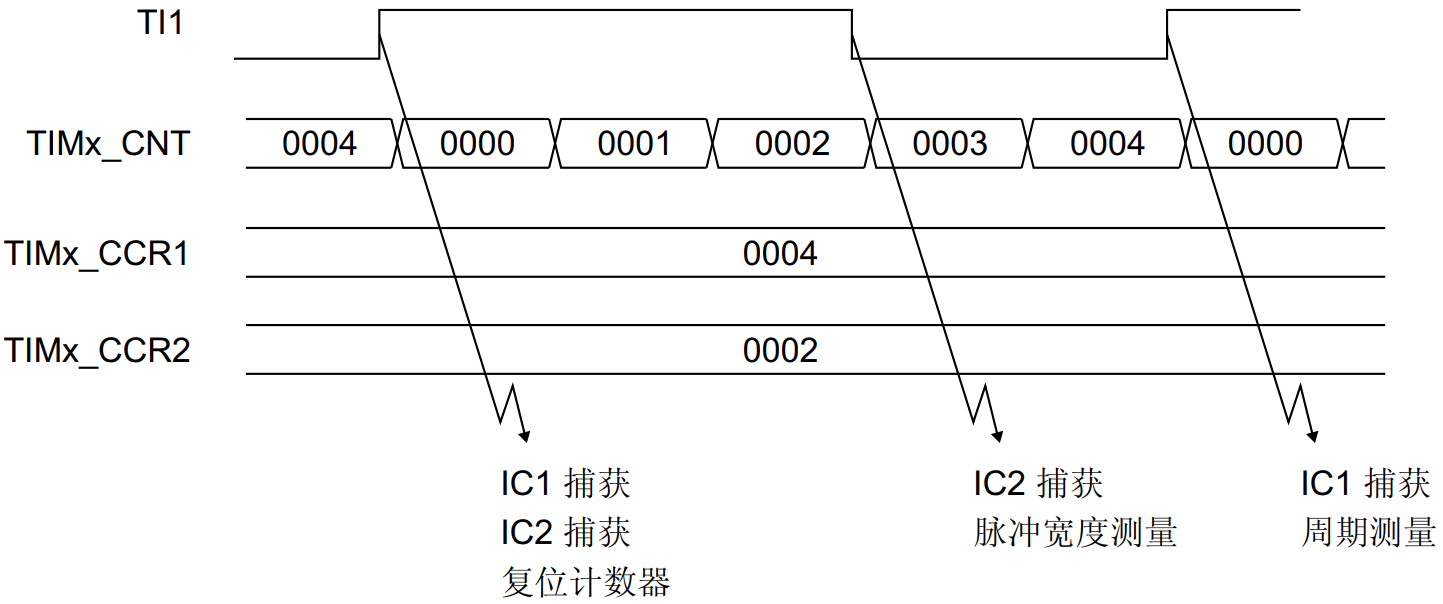 TI1
TIMx_CNT 0004 0000 0001 0002 0003 0004 0000
TIMx_CCR1 0004
TIMx_CCR2 0002
IC1 捕获
IC2 捕获
复位计数器
IC2 捕获
脉冲宽度测量
IC1 捕获
周期测量